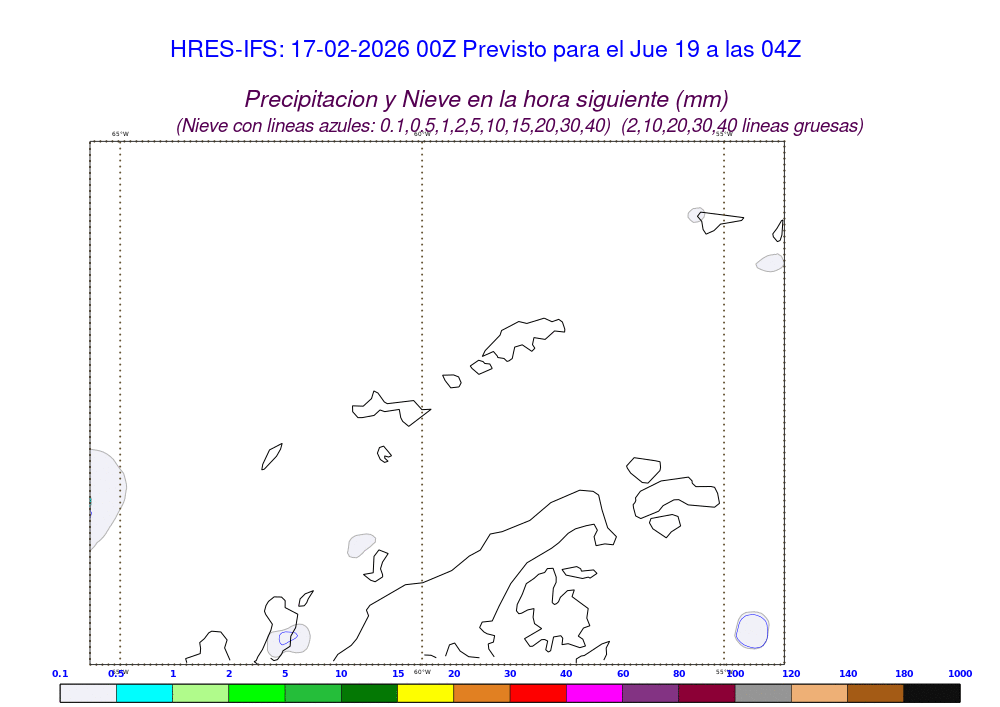 HRES-IFS: 17-02-2026 00Z Previsto para el Jue 19 a las 04Z
Precipitacion y Nieve en la hora siguiente (mm)
(Nieve con lineas azules: 0.1,0.5,1,2,5,10,15,20,30,40)  (2,10,20,30,40 lineas gruesas)
65°W 60°W 55°W
65°W 60°W 55°W
0.1 0.5 1 2 5 10 15 20 30 40 60 80 100 120 140 180 1000